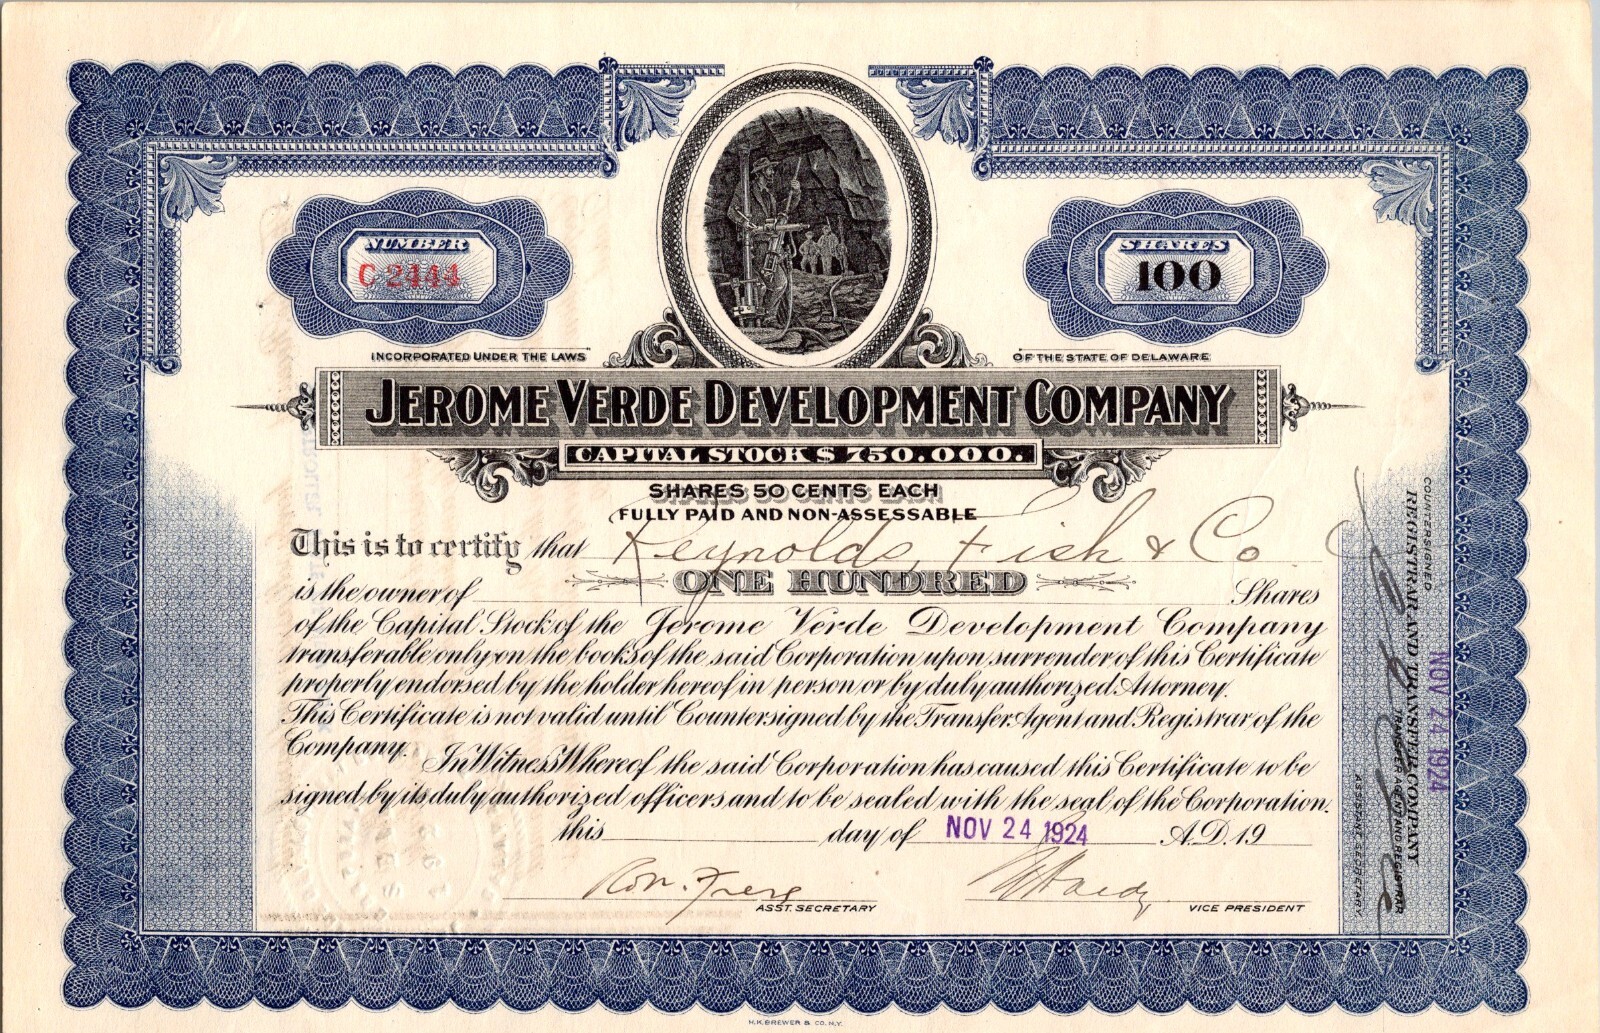 NUMBER
C 2444
SHARES
100
INCORPORATED UNDER THE LAWS
OF THE STATE OF DELAWARE
JEROME VERDE DEVELOPMENT COMPANY
CAPITAL STOCK $ 750.000.
SHARES 50 CENTS EACH
FULLY PAID AND NON-ASSESSABLE
This is to certify that Reynolds, Fish & Co
is the owner of ONE HUNDRED Shares
of the Capital Stock of the Jerome Verde Development Company
transferable only on the books of the said Corporation upon surrender of this Certificate
properly endorsed by the holder hereof in person or by duly authorized Attorney.
This Certificate is not valid until Countersigned by the Transfer Agent and Registrar of the
Company. In Witness Whereof the said Corporation has caused this Certificate to be
signed by its duly authorized officers and to be sealed with the seal of the Corporation.
this day of NOV 24 1924 A.D. 19
ASST. SECRETARY
VICE PRESIDENT
COUNTERSIGNED
REGISTRAR AND TRANSFER COMPANY
TRANSFER AGENT AND REGISTRAR
NOV 24 1924
ASSISTANT SECRETARY
H.K. BREWER & CO. N.Y.